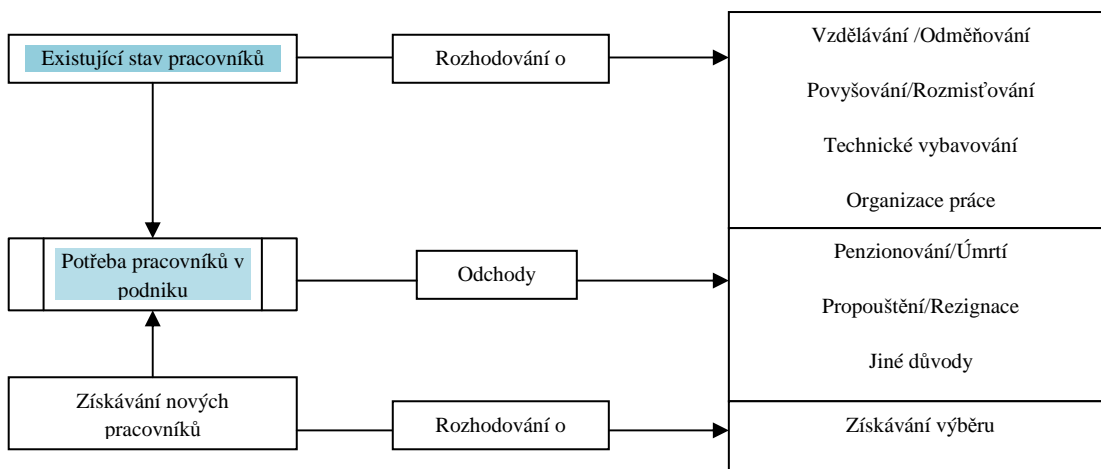 Existující stav pracovníků
Rozhodování o
Vzdělávání /Odměňování
Povyšování/Rozmisťování
Technické vybavování
Organizace práce
Potřeba pracovníků v
podniku
Odchody
Penzionování/Úmrtí
Propouštění/Rezignace
Jiné důvody
Získávání nových
pracovníků
Rozhodování o
Získávání výběru